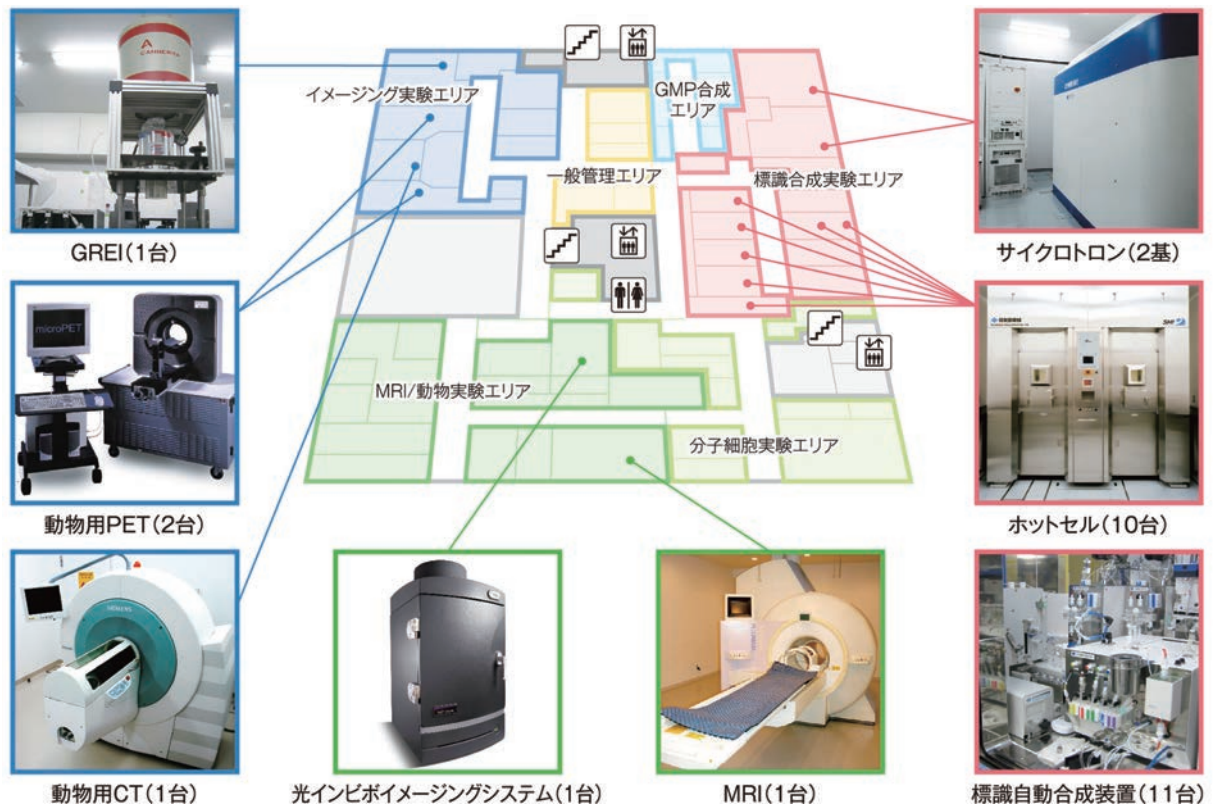 CANBERRA
GREI(1台)
イメージング実験エリア
GMP合成
エリア
一般管理エリア
標識合成実験エリア
サイクロトロン(2基)
microPET
動物用PET(2台)
MRI/動物実験エリア
分子細胞実験エリア
ホットセル(10台)
SIEMENS
動物用CT(1台)
光インビボイメージングシステム(1台)
MRI(1台)
標識自動合成装置(11台)